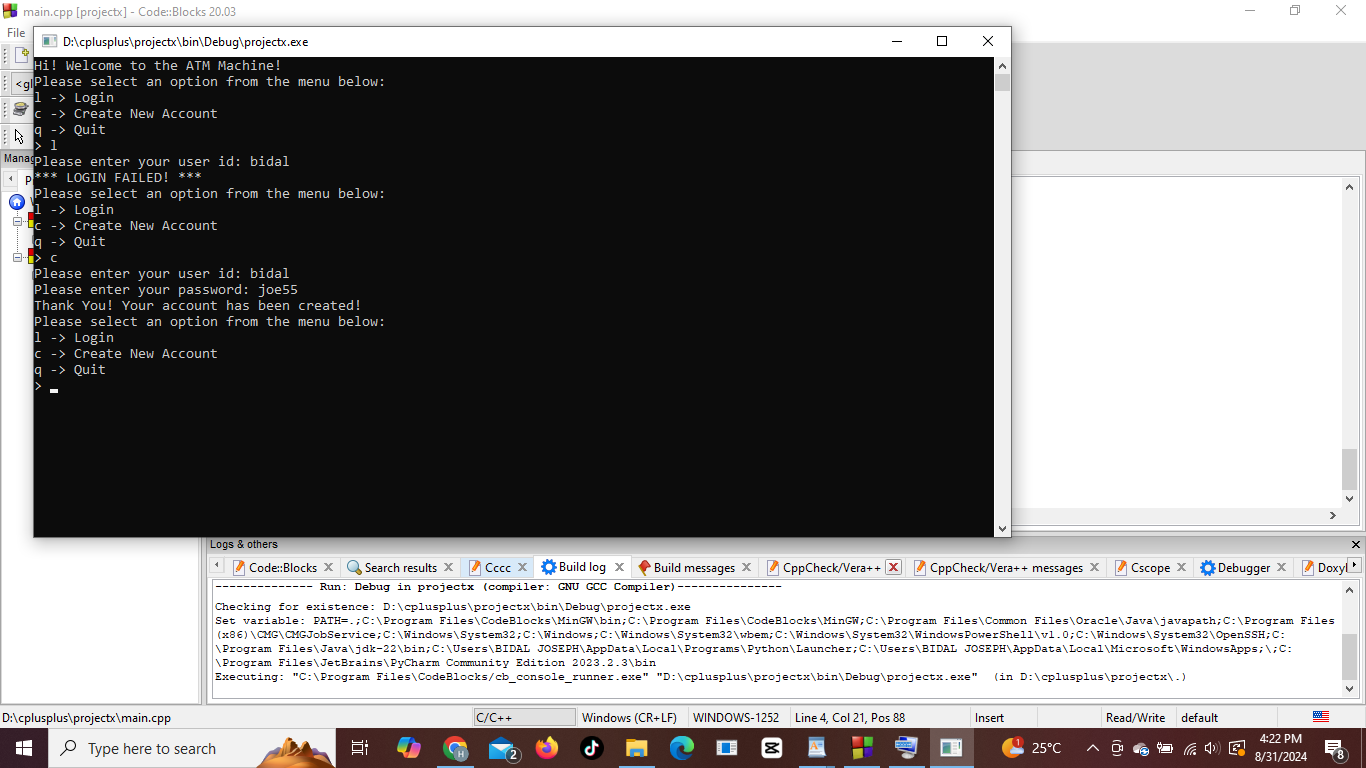 main.cpp [projectx] - Code::Blocks 20.03
File
D:\cplusplus\projectx\bin\Debug\projectx.exe
<gl
Manag
Hi! Welcome to the ATM Machine!
Please select an option from the menu below:
l -> Login
c -> Create New Account
q -> Quit
> l
Please enter your user id: bidal
*** LOGIN FAILED! ***
Please select an option from the menu below:
l -> Login
c -> Create New Account
q -> Quit
> c
Please enter your user id: bidal
Please enter your password: joe55
Thank You! Your account has been created!
Please select an option from the menu below:
l -> Login
c -> Create New Account
q -> Quit
>
Logs & others
Code::Blocks Search results Cccc Build log Build messages CppCheck/Vera++ CppCheck/Vera++ messages Cscope Debugger Doxyl
-------------- Run: Debug in projectx (compiler: GNU GCC Compiler)---------------
Checking for existence: D:\cplusplus\projectx\bin\Debug\projectx.exe
Set variable: PATH=.;C:\Program Files\CodeBlocks\MinGW\bin;C:\Program Files\CodeBlocks\MinGW;C:\Program Files\Common Files\Oracle\Java\javapath;C:\Program Files
(x86)\CMG\CMGJobService;C:\Windows\System32;C:\Windows;C:\Windows\System32\wbem;C:\Windows\System32\WindowsPowerShell\v1.0;C:\Windows\System32\OpenSSH;C:
\Program Files\Java\jdk-22\bin;C:\Users\BIDAL JOSEPH\AppData\Local\Programs\Python\Launcher;C:\Users\BIDAL JOSEPH\AppData\Local\Microsoft\WindowsApps;\;C:
\Program Files\JetBrains\PyCharm Community Edition 2023.2.3\bin
Executing: "C:\Program Files\CodeBlocks/cb_console_runner.exe" "D:\cplusplus\projectx\bin\Debug\projectx.exe"  (in D:\cplusplus\projectx\.)
D:\cplusplus\projectx\main.cpp C/C++ Windows (CR+LF) WINDOWS-1252 Line 4, Col 21, Pos 88 Insert Read/Write default
Type here to search
2
1
25°C
4:22 PM
8/31/2024
8